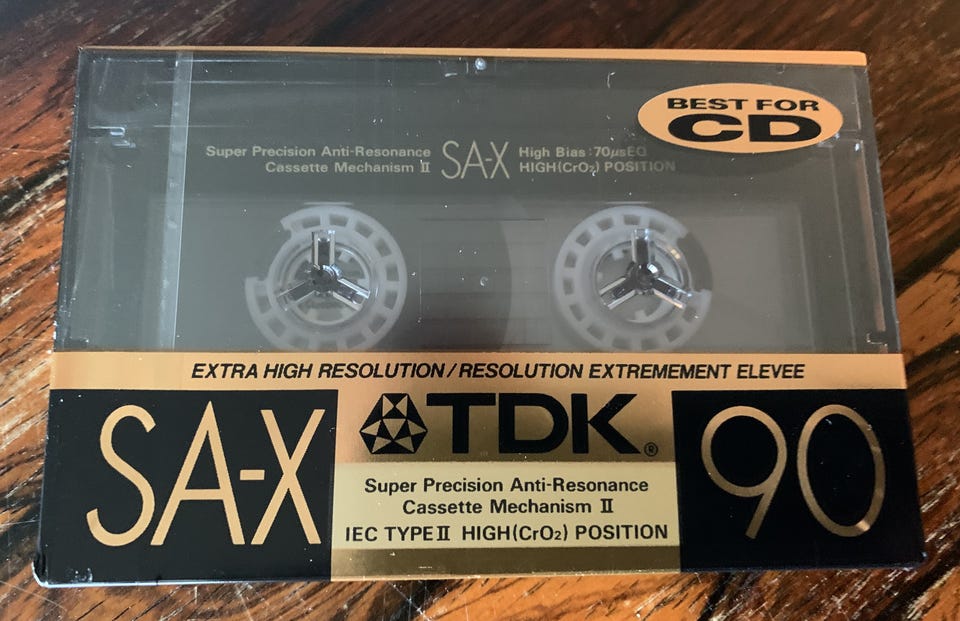 BEST FOR
CD
Super Precision Anti-Resonance
Cassette Mechanism II
SA-X
High Bias:70µsEQ
HIGH(CrO₂) POSITION
EXTRA HIGH RESOLUTION/RESOLUTION EXTREMEMENT ELEVEE
SA-X
TDK®
Super Precision Anti-Resonance
Cassette Mechanism II
IEC TYPE II HIGH(CrO₂) POSITION
90